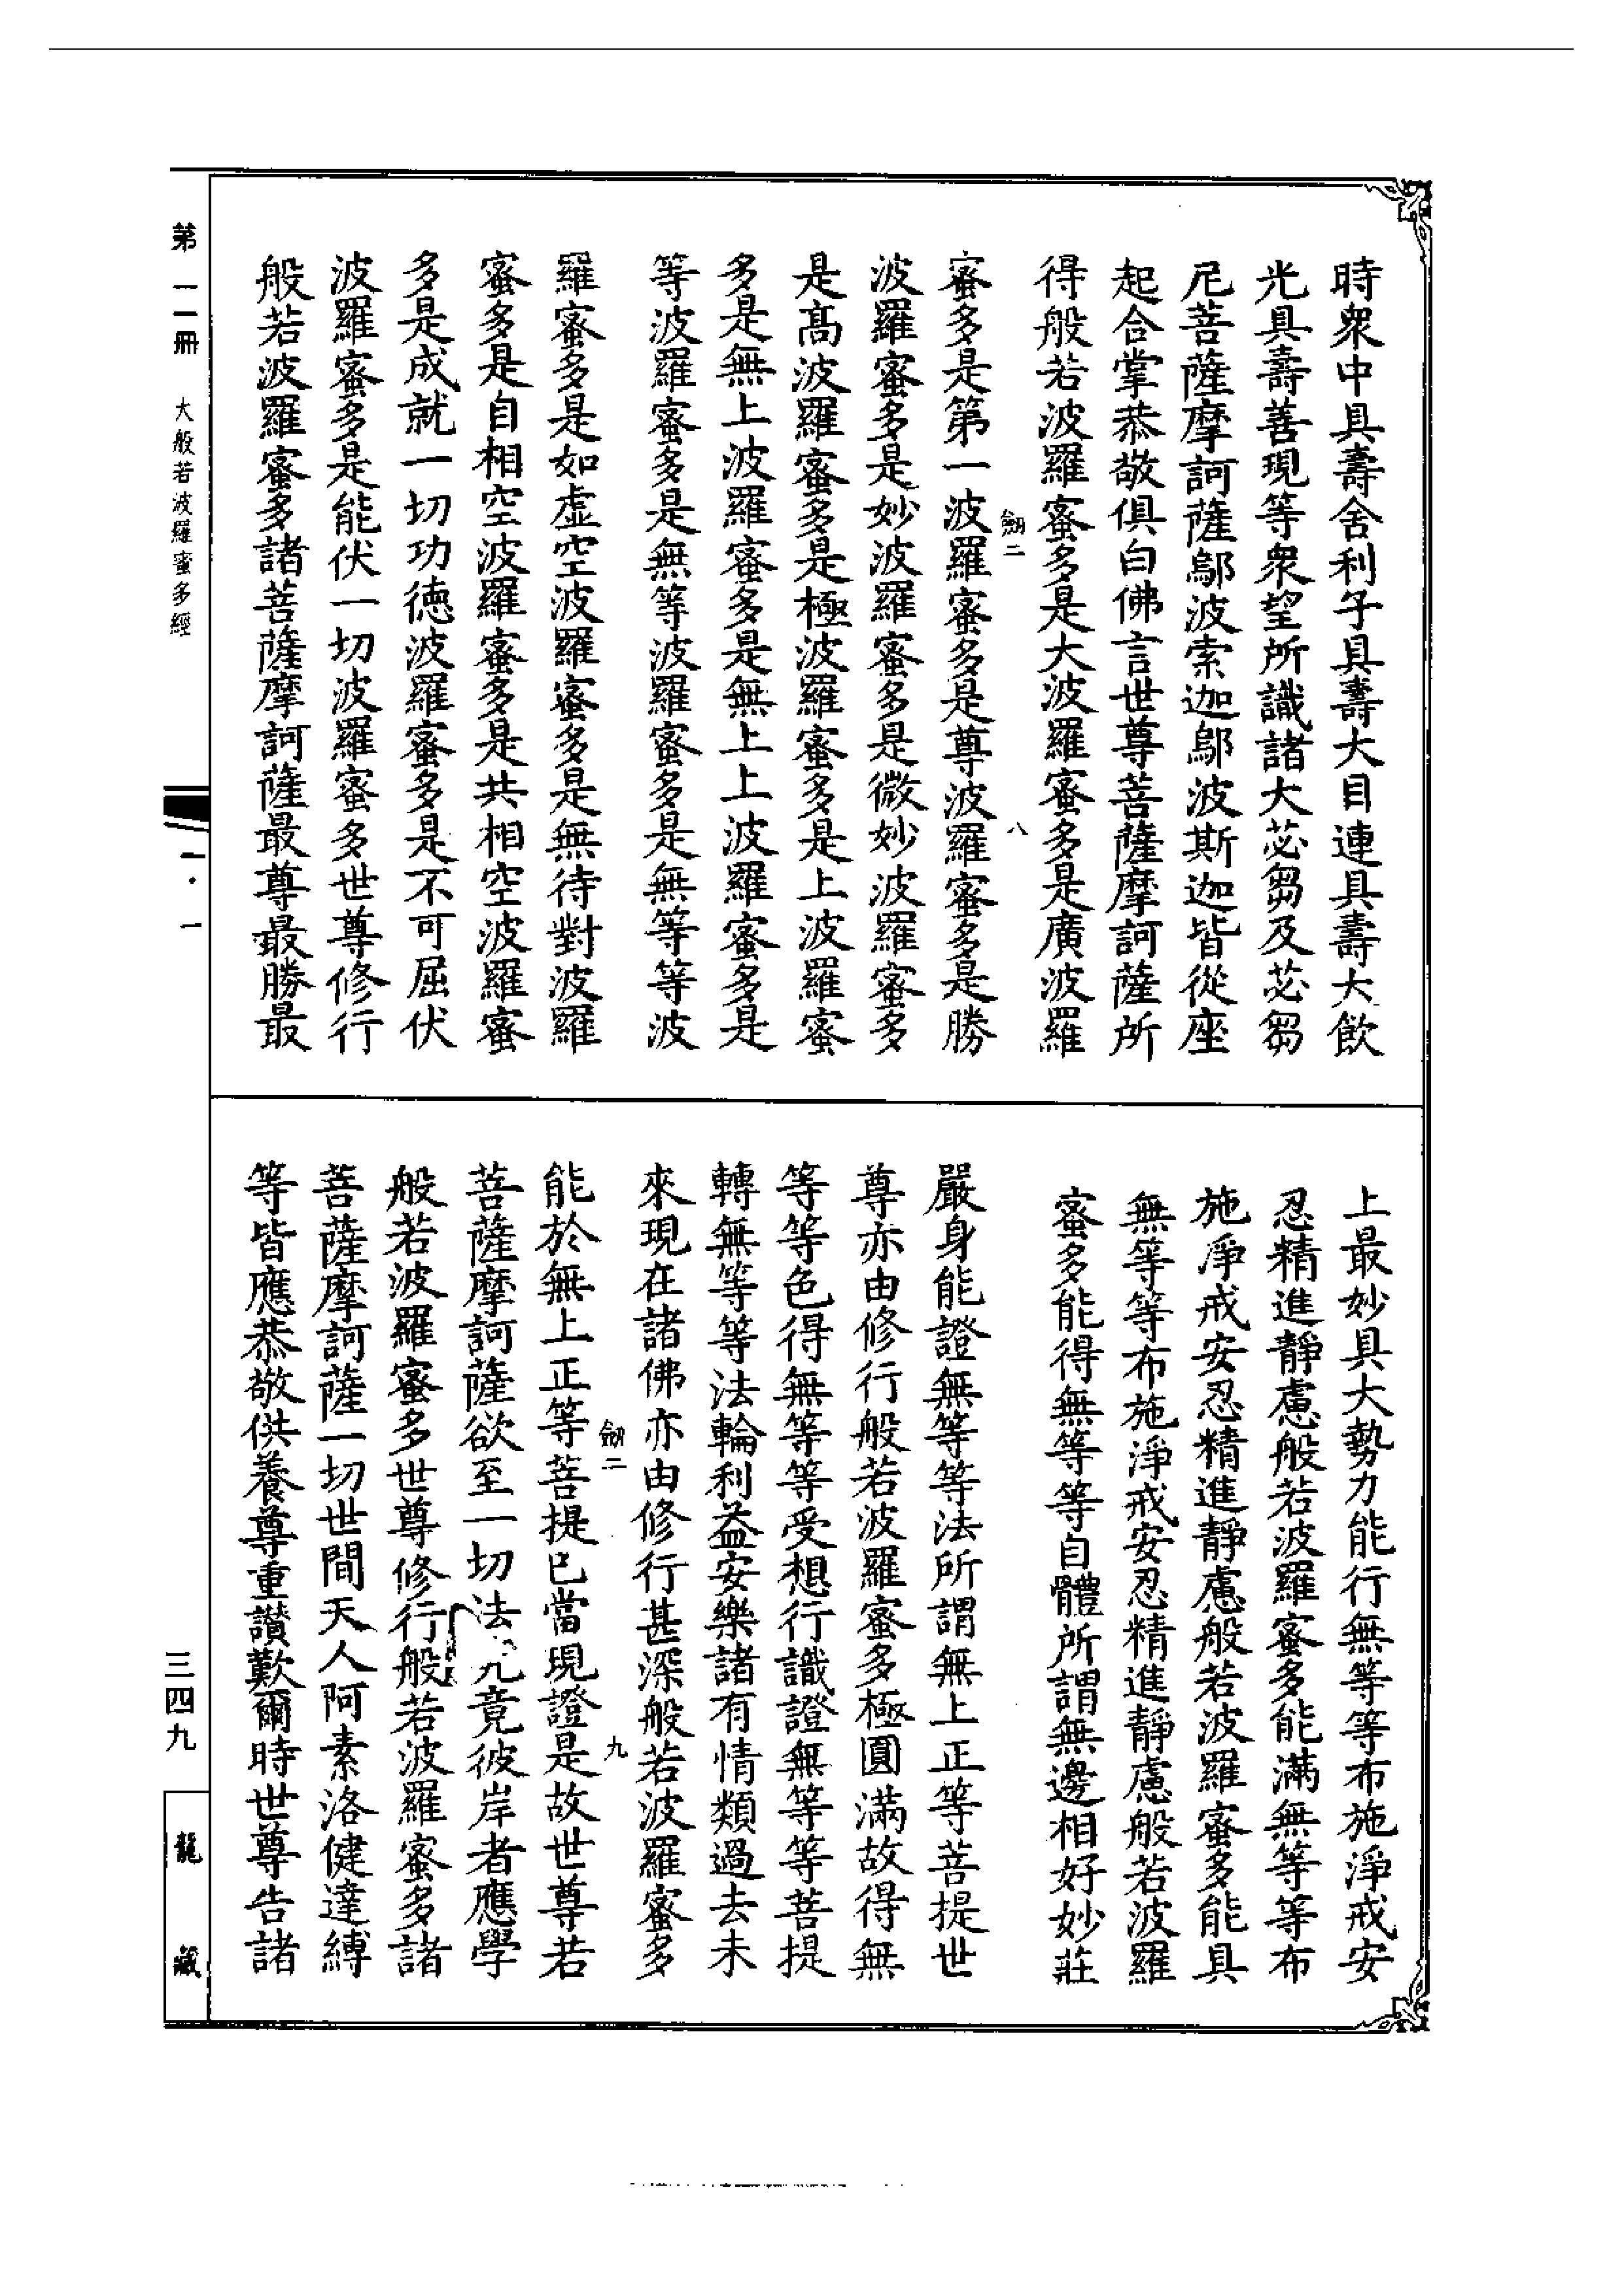 時衆中具壽舍利子具壽大目連具壽大飲
光具壽善現等衆望所識諸大苾芻及苾芻
尼菩薩摩訶薩鄔波索迦鄔波斯迦皆從座
起合掌恭敬俱白佛言世尊菩薩摩訶薩所
得般若波羅蜜多是大波羅蜜多是廣波羅
劒二
八
蜜多是第一波羅蜜多是尊波羅蜜多是勝
波羅蜜多是妙波羅蜜多是微妙波羅蜜多
是髙波羅蜜多是極波羅蜜多是上波羅蜜
多是無上波羅蜜多是無上上波羅蜜多是
等波羅蜜多是無等波羅蜜多是無等等波
羅蜜多是如虛空波羅蜜多是無待對波羅
蜜多是自相空波羅蜜多是共相空波羅蜜
多是成就一切功德波羅蜜多是不可屈伏
波羅蜜多是能伏一切波羅蜜多世尊修行
般若波羅蜜多諸菩薩摩訶薩最尊最勝最
上最妙具大勢力能行無等等布施淨戒安
忍精進靜慮般若波羅蜜多能滿無等等布
施淨戒安忍精進靜慮般若波羅蜜多能具
無等等布施淨戒安忍精進靜慮般若波羅
蜜多能得無等等自體所謂無邊相好妙莊
嚴身能證無等等法所謂無上正等菩提世
尊亦由修行般若波羅蜜多極圓滿故得無
等等色得無等等受想行識證無等等菩提
轉無等等法輪利益安樂諸有情類過去未
來現在諸佛亦由修行甚深般若波羅蜜多
劒二
九
能於無上正等菩提已當現證是故世尊若
菩薩摩訶薩欲至一切法究竟彼岸者應學
般若波羅蜜多世尊修行般若波羅蜜多諸
菩薩摩訶薩一切世間天人阿素洛健達縛
等皆應恭敬供養尊重讚歎爾時世尊告諸
第一一册 大般若波羅蜜多經
一·一
三四九
龍藏